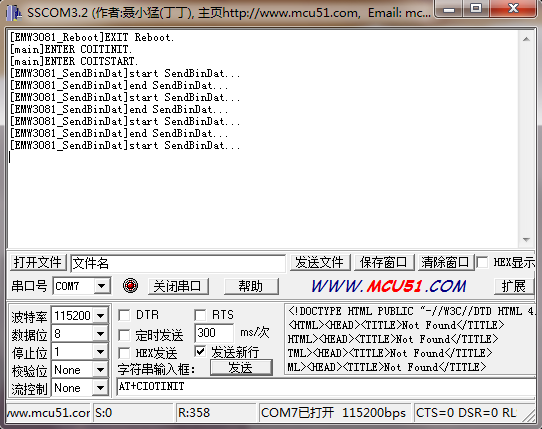 SSCOM3.2 (作者:聂小猛(丁丁), 主页http://www.mcu51.com,  Email: mc...
[EMW3081_Reboot]EXIT Reboot.
[main]ENTER COITINIT.
[main]ENTER COITSTART.
[EMW3081_SendBinDat]start SendBinDat...
[EMW3081_SendBinDat]end SendBinDat...
[EMW3081_SendBinDat]start SendBinDat...
[EMW3081_SendBinDat]end SendBinDat...
[EMW3081_SendBinDat]start SendBinDat...
[EMW3081_SendBinDat]end SendBinDat...
[EMW3081_SendBinDat]start SendBinDat...
打开文件 文件名 发送文件 保存窗口 清除窗口 HEX显示
串口号 COM7 关闭串口 帮助 WWW.MCU51.COM 扩展
波特率 115200 DTR RTS <!DOCTYPE HTML PUBLIC "-//W3C//DTD HTML 4.
数据位 8 定时发送 300 ms/次 <HTML><HEAD><TITLE>Not Found</TITLE>
停止位 1 HEX发送 发送新行 HTML><HEAD><TITLE>Not Found</TITLE>
校验位 None 字符串输入框: 发送 TML><HEAD><TITLE>Not Found</TITLE>
ML><HEAD><TITLE>Not Found</TITLE>
流控制 None AT+CIOTINIT
ww.mcu51.cor S:0 R:358 COM7已打开 115200bps CTS=0 DSR=0 RL